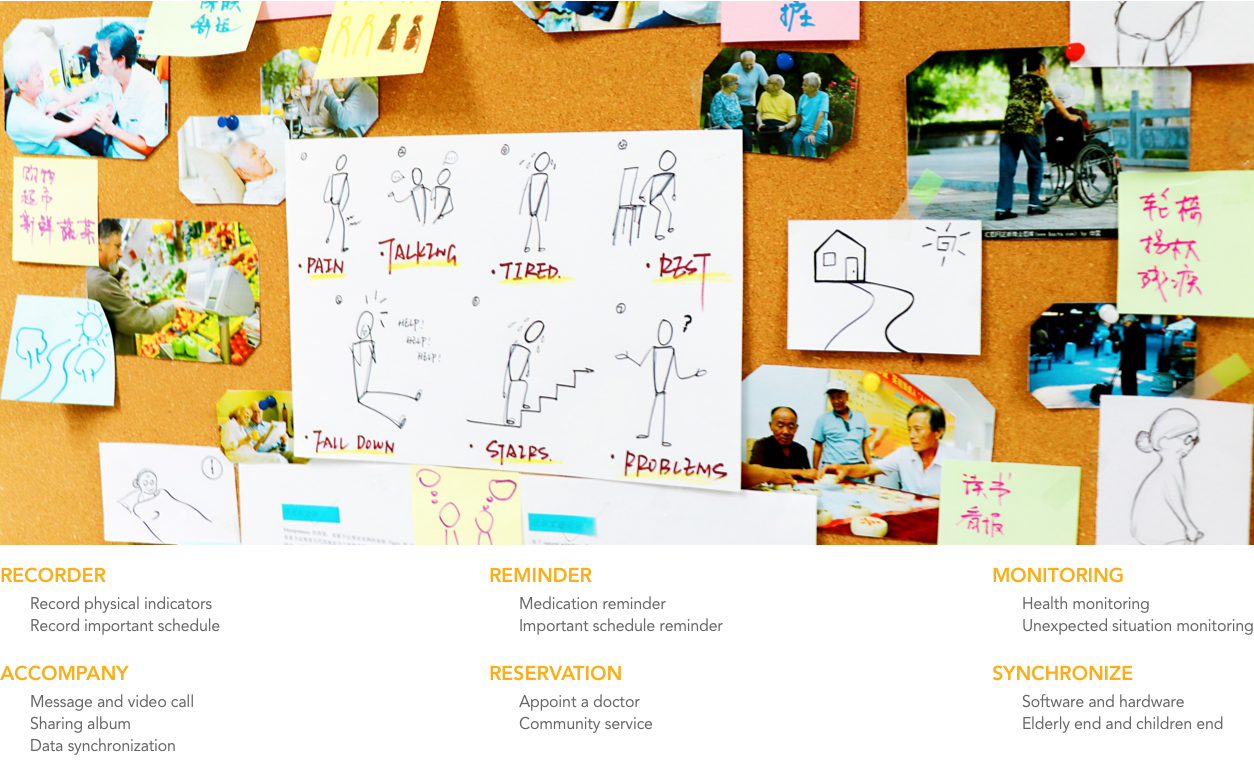 护士
购物
超市
新鲜蔬菜
PAIN
TALKING
TIRED.
REST
HELP!
HELP!
HELP!
FALL DOWN
STAIRS.
PROBLEMS
?
轮椅
拐杖
残疾
读书
看报
RECORDER
Record physical indicators
Record important schedule
REMINDER
Medication reminder
Important schedule reminder
MONITORING
Health monitoring
Unexpected situation monitoring
ACCOMPANY
Message and video call
Sharing album
Data synchronization
RESERVATION
Appoint a doctor
Community service
SYNCHRONIZE
Software and hardware
Elderly end and children end